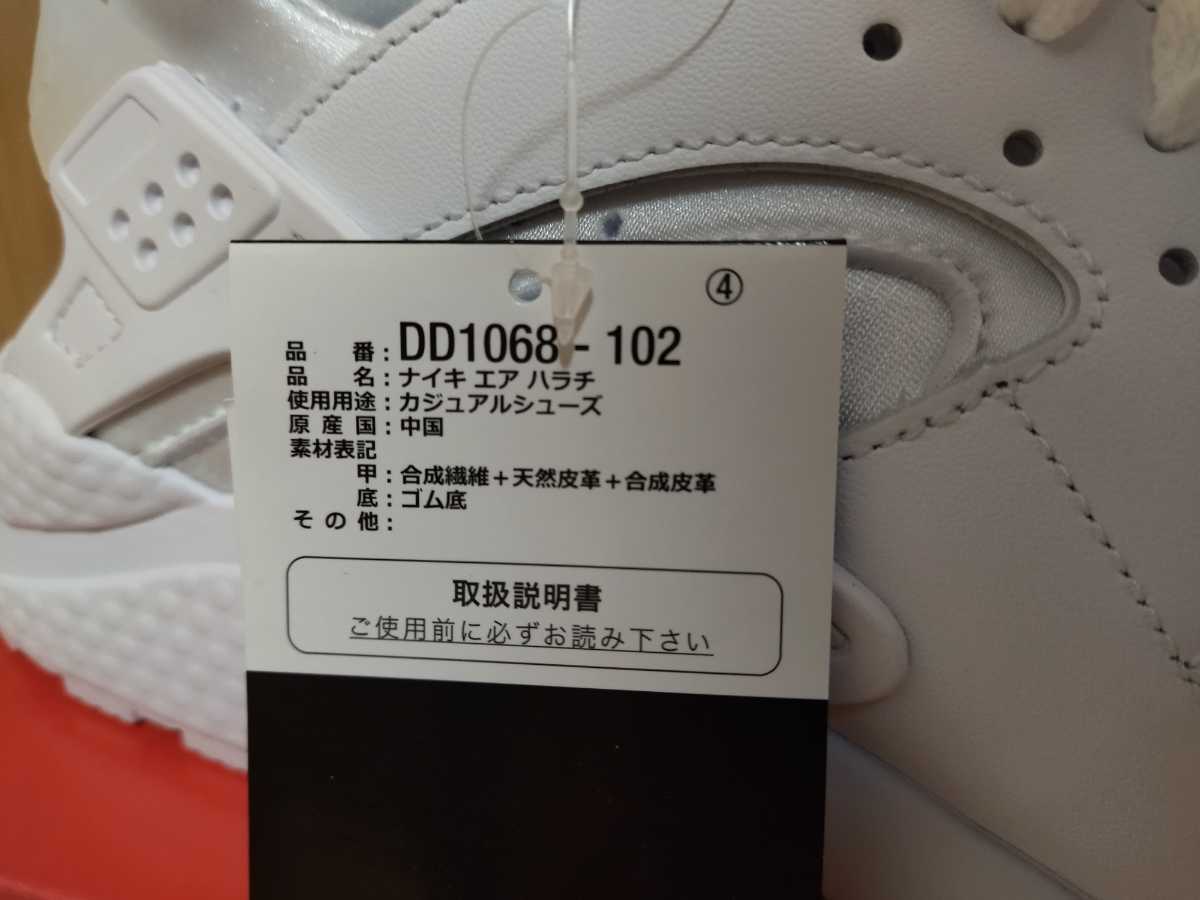 ④
品番：DD1068-102
品名：ナイキ エア ハラチ
使用用途：カジュアルシューズ
原産国：中国
素材表記
甲：合成繊維＋天然皮革＋合成皮革
底：ゴム底
その他：
取扱説明書
ご使用前に必ずお読み下さい